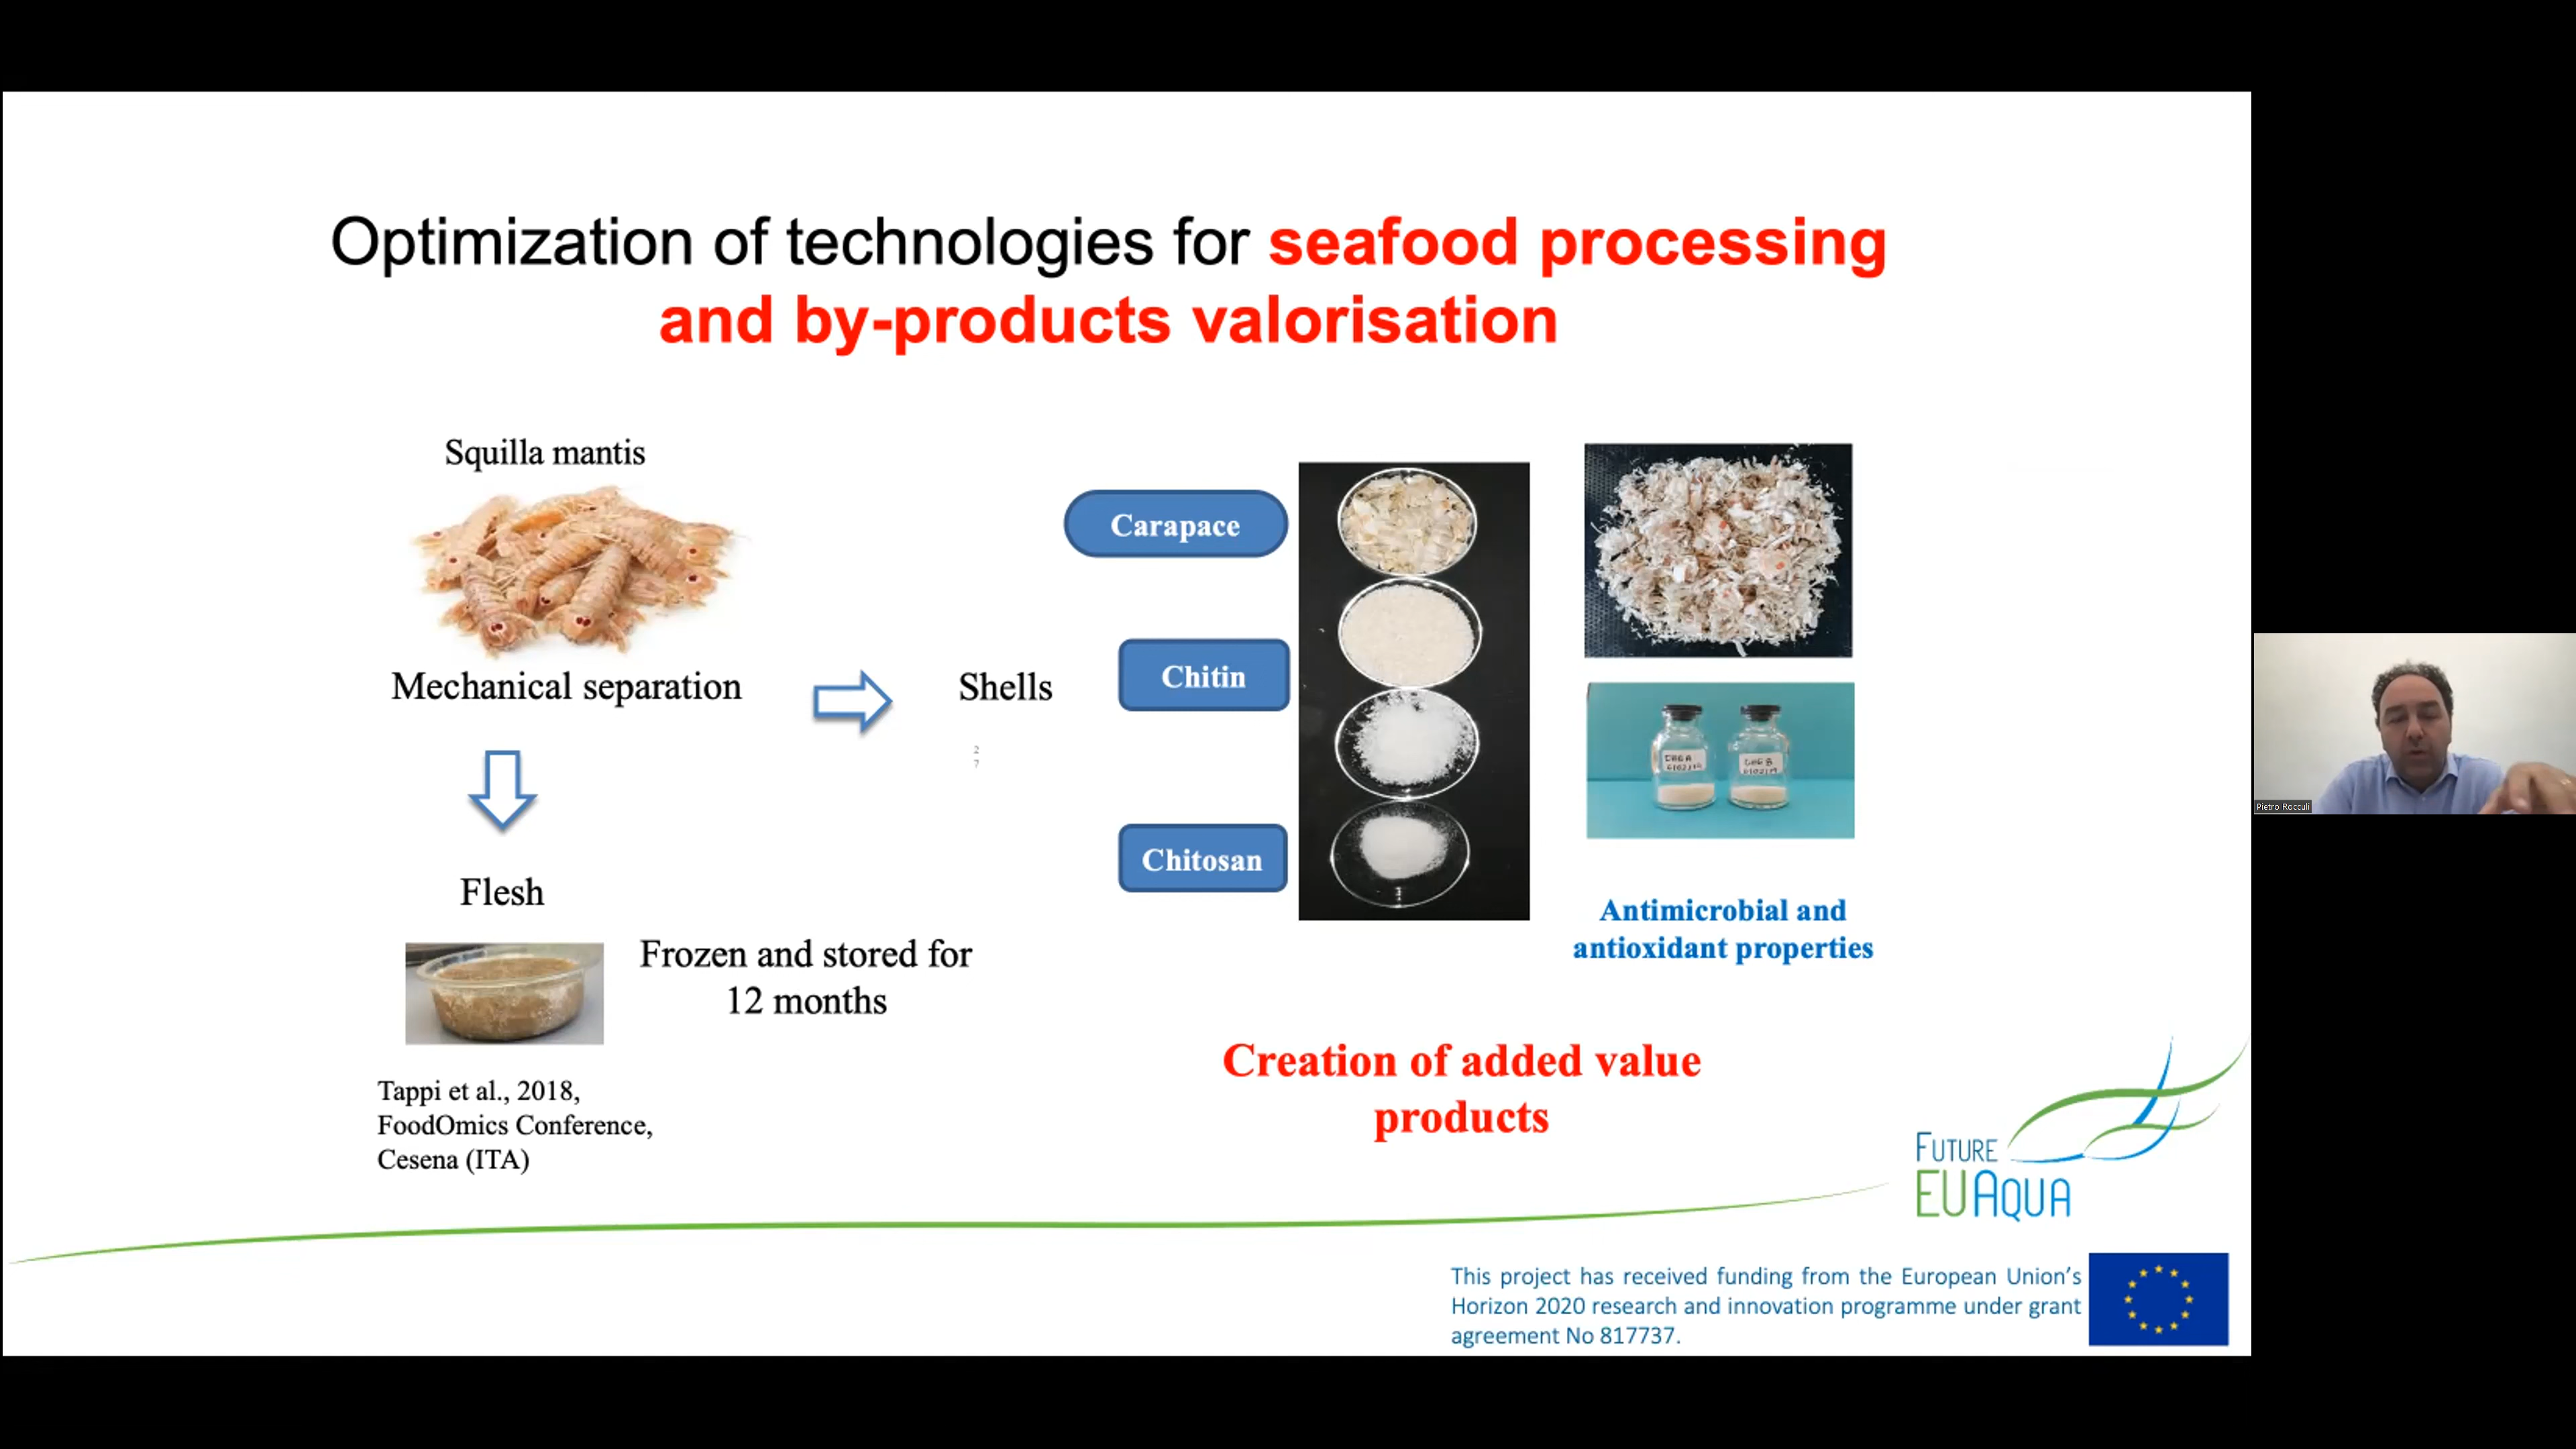 Optimization of technologies for seafood processing
and by-products valorisation
Squilla mantis
Mechanical separation
Shells
2
7
Flesh
Frozen and stored for
12 months
Tappi et al., 2018,
FoodOmics Conference,
Cesena (ITA)
Carapace
Chitin
Chitosan
Antimicrobial and
antioxidant properties
Creation of added value
products
FUTURE
EUAQUA
This project has received funding from the European Union’s
Horizon 2020 research and innovation programme under grant
agreement No 817737.
Pietro Rocculi